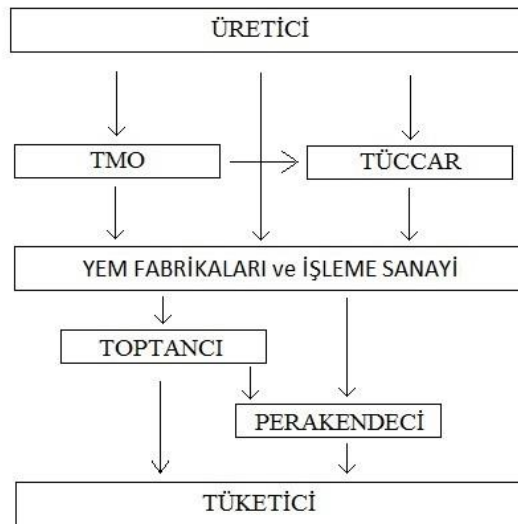 ÜRETİCİ
TMO
TÜCCAR
YEM FABRİKALARI ve İŞLEME SANAYİ
TOPTANCI
PERAKENDECİ
TÜKETİCİ